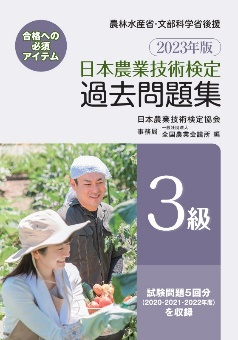 農林水産省・文部科学省後援
合格への
必須
アイテム
2023年版
日本農業技術検定
過去問題集
日本農業技術検定協会
事務局 一般社団法人 全国農業会議所 編
3級
試験問題5回分
(2020・2021・2022年度)
を収録